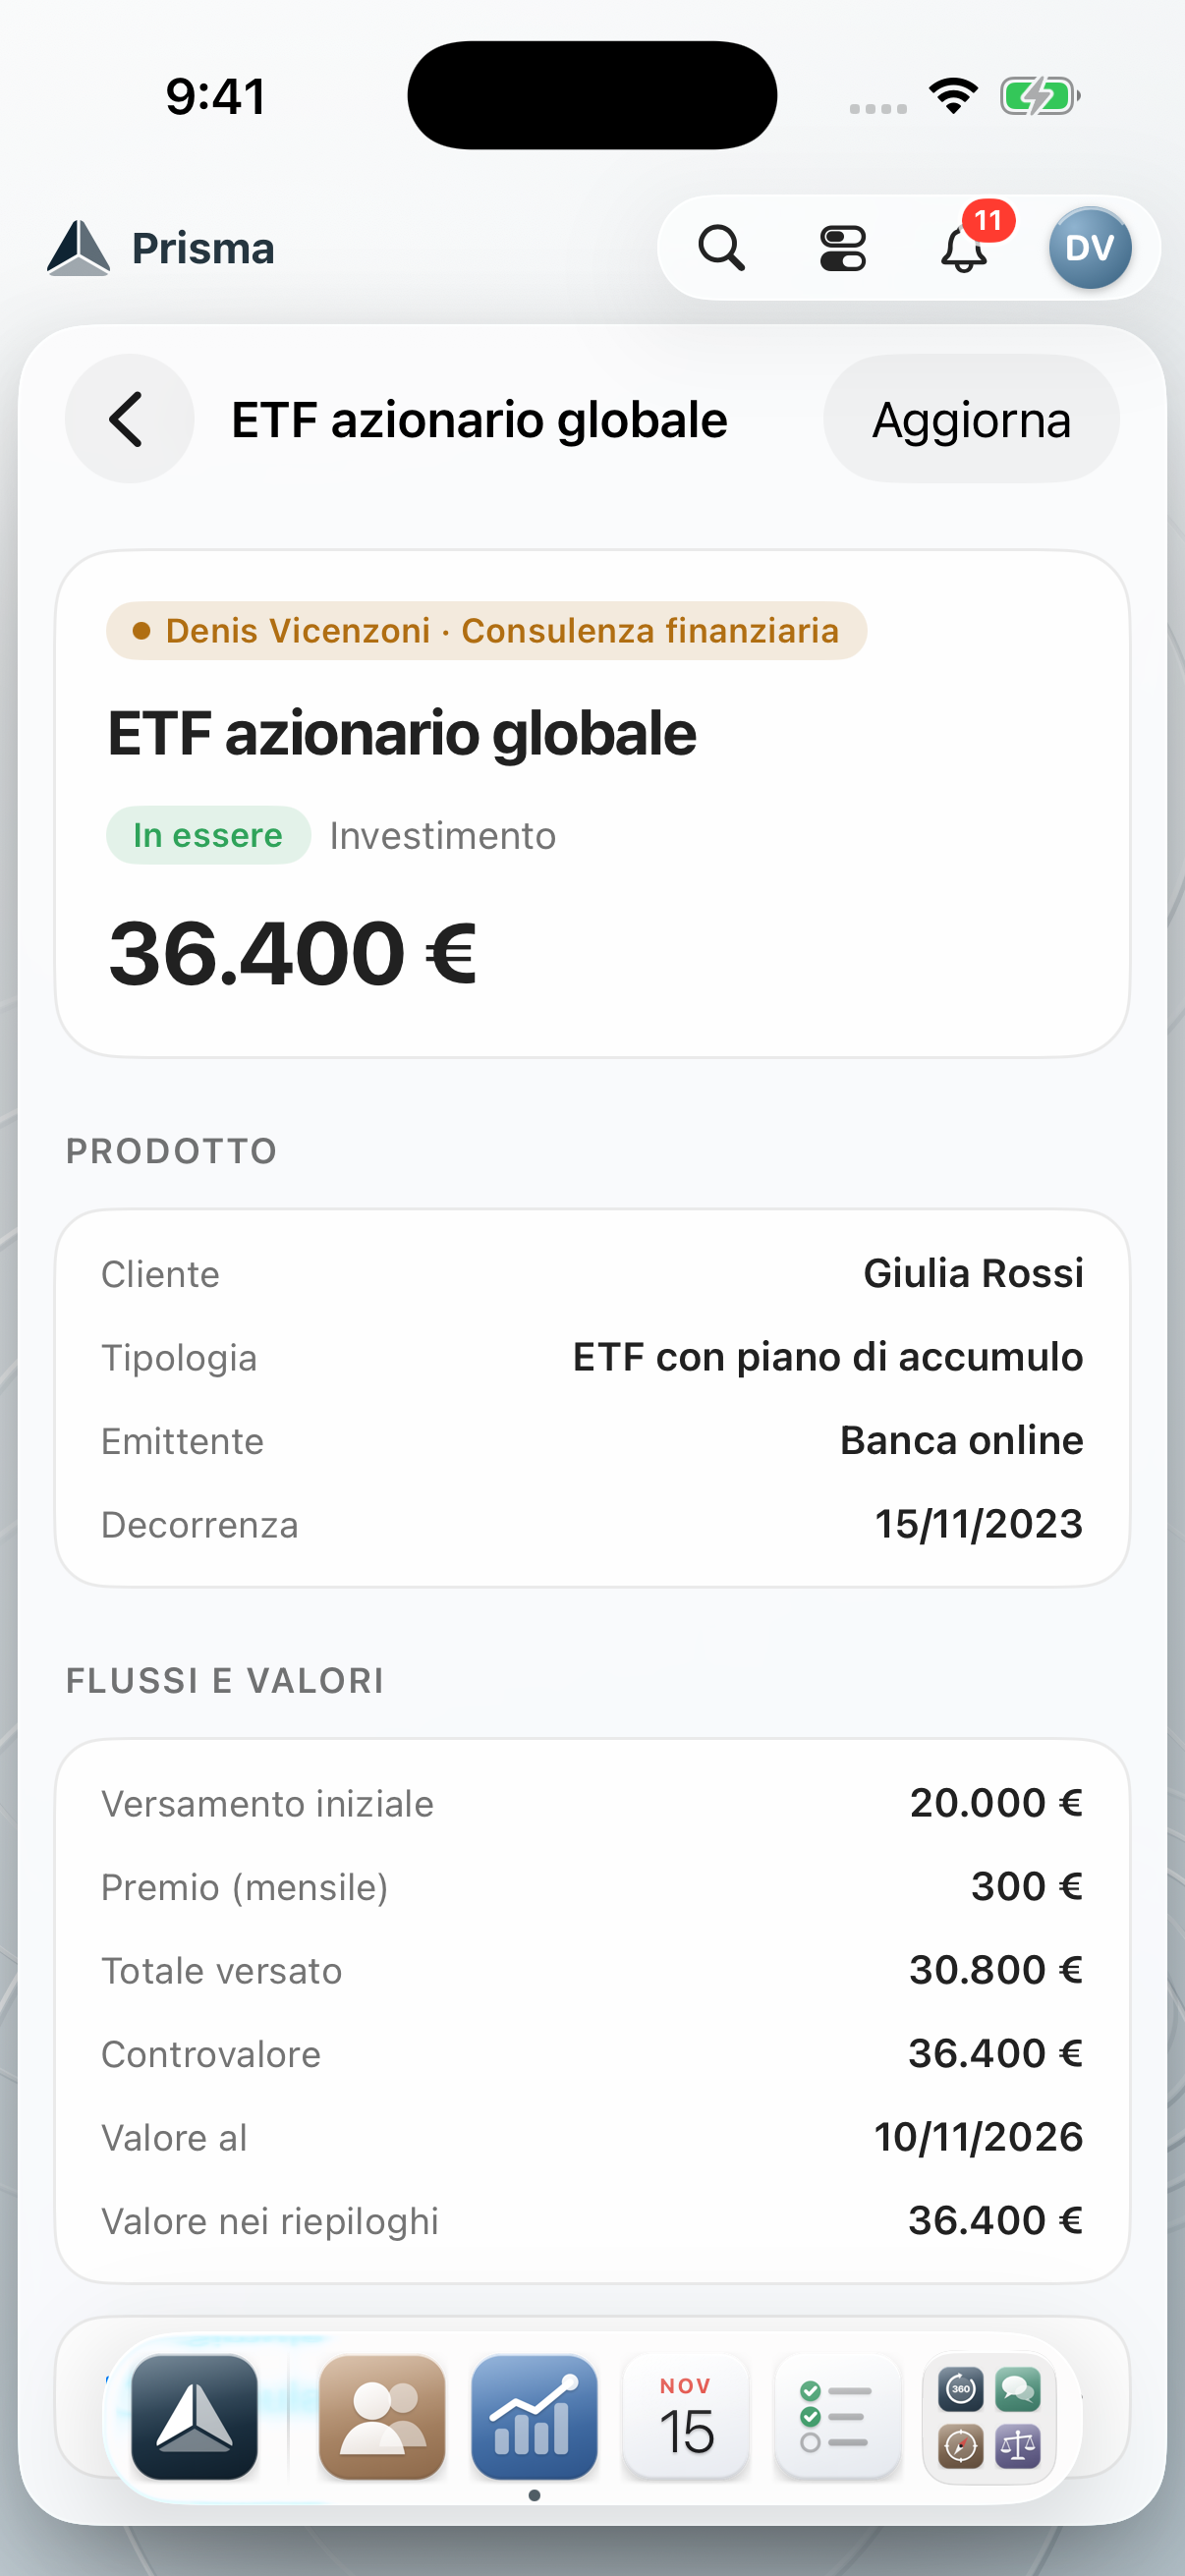 9:41
Prisma
11
DV
ETF azionario globale
Aggiorna
Denis Vicenzoni · Consulenza finanziaria
ETF azionario globale
In essere Investimento
36.400 €
PRODOTTO
Cliente Giulia Rossi
Tipologia ETF con piano di accumulo
Emittente Banca online
Decorrenza 15/11/2023
FLUSSI E VALORI
Versamento iniziale 20.000 €
Premio (mensile) 300 €
Totale versato 30.800 €
Controvalore 36.400 €
Valore al 10/11/2026
Valore nei riepiloghi 36.400 €
NOV
15
360